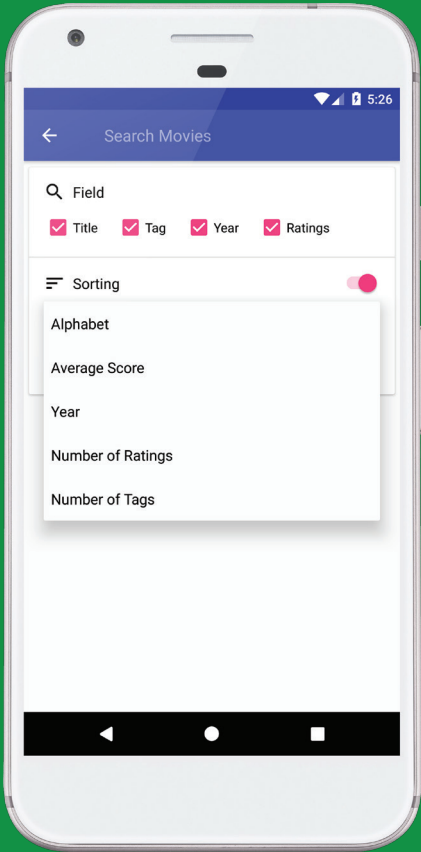 5:26
Search Movies
Field
Title Tag Year Ratings
Sorting
Alphabet
Average Score
Year
Number of Ratings
Number of Tags